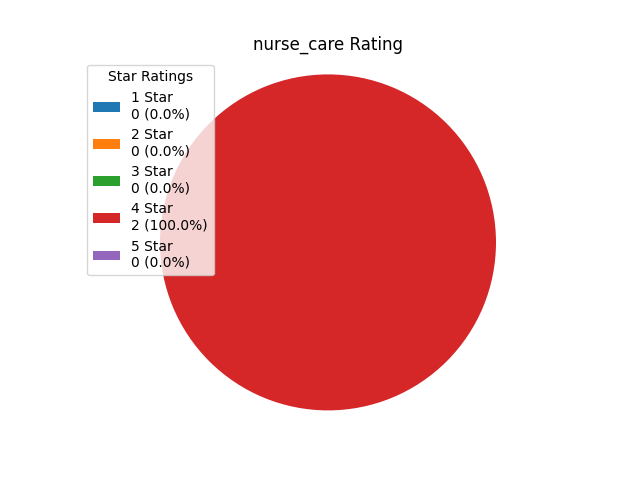 nurse_care Rating
Star Ratings
1 Star
0 (0.0%)
2 Star
0 (0.0%)
3 Star
0 (0.0%)
4 Star
2 (100.0%)
5 Star
0 (0.0%)